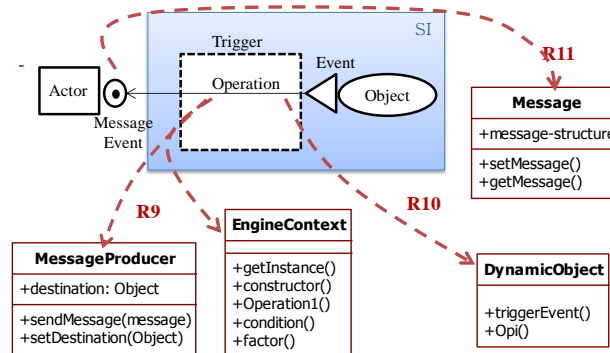 SI
Trigger
R11
Event
Actor
Operation
Object
Message
Event
Message
+message-structure
+setMessage()
+getMessage()
R9
R10
EngineContext
+getInstance()
+constructor()
+Operation1()
+condition()
+factor()
MessageProducer
+destination: Object
+sendMessage(message)
+setDestination(Object)
DynamicObject
+triggerEvent()
+Opi()